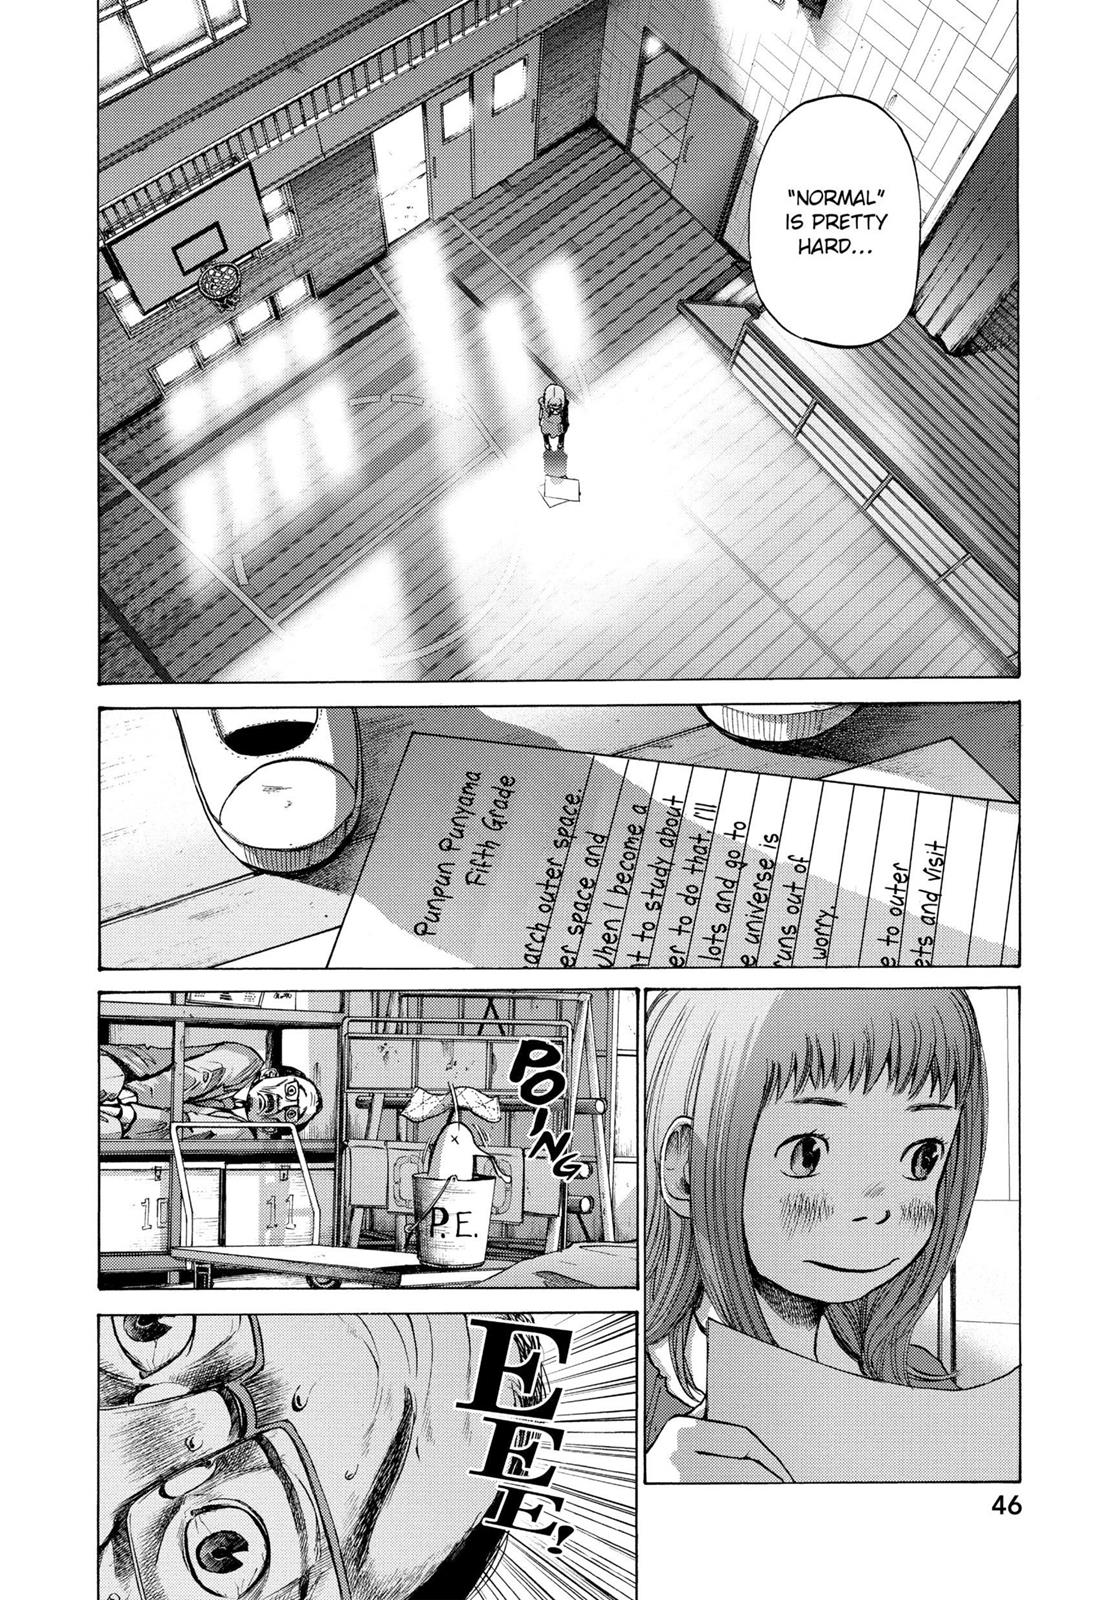 "NORMAL"
IS PRETTY
HARD...
Punpun Punyama
Fifth Grade
arch outer space.
er space and
when I become a
nt to study about
er to do that, I'll
lots and go to
e universe is
runs out of
worry.
e to outer
ets and visit
POING
10
11
P.E.
EEEE!
46